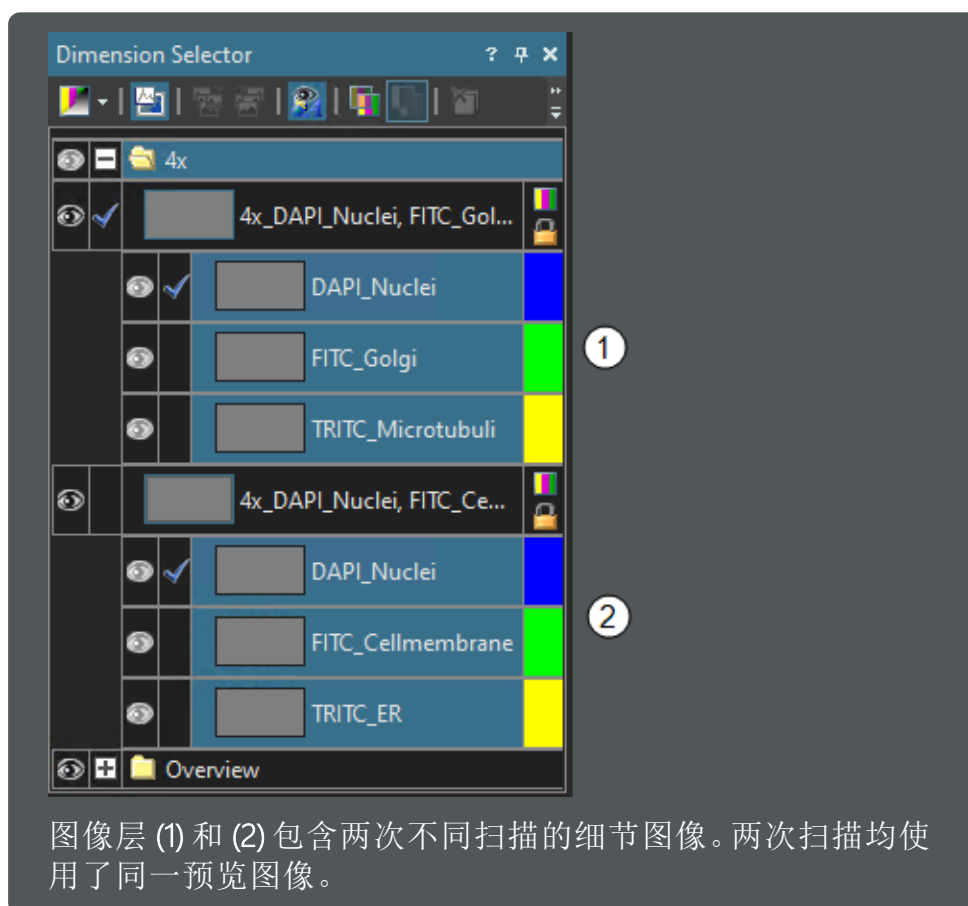 Dimension Selector
4x
4x_DAPI_Nuclei, FITC_Gol...
DAPI_Nuclei
FITC_Golgi
1
TRITC_Microtubuli
4x_DAPI_Nuclei, FITC_Ce...
DAPI_Nuclei
2
FITC_Cellmembrane
TRITC_ER
Overview
图像层 (1) 和 (2) 包含两次不同扫描的细节图像。两次扫描均使
用了同一预览图像。